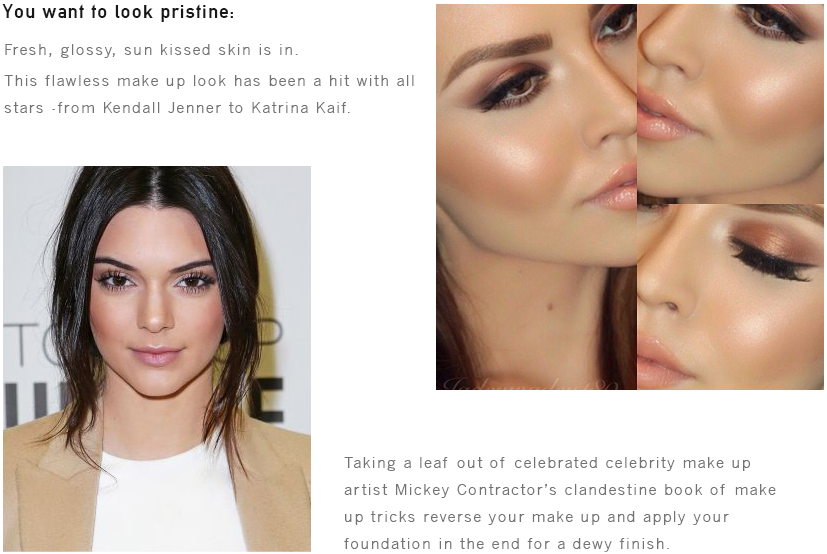 You want to look pristine:
Fresh, glossy, sun kissed skin is in.
This flawless make up look has been a hit with all
stars -from Kendall Jenner to Katrina Kaif.
Taking a leaf out of celebrated celebrity make up
artist Mickey Contractor's clandestine book of make
up tricks reverse your make up and apply your
foundation in the end for a dewy finish.